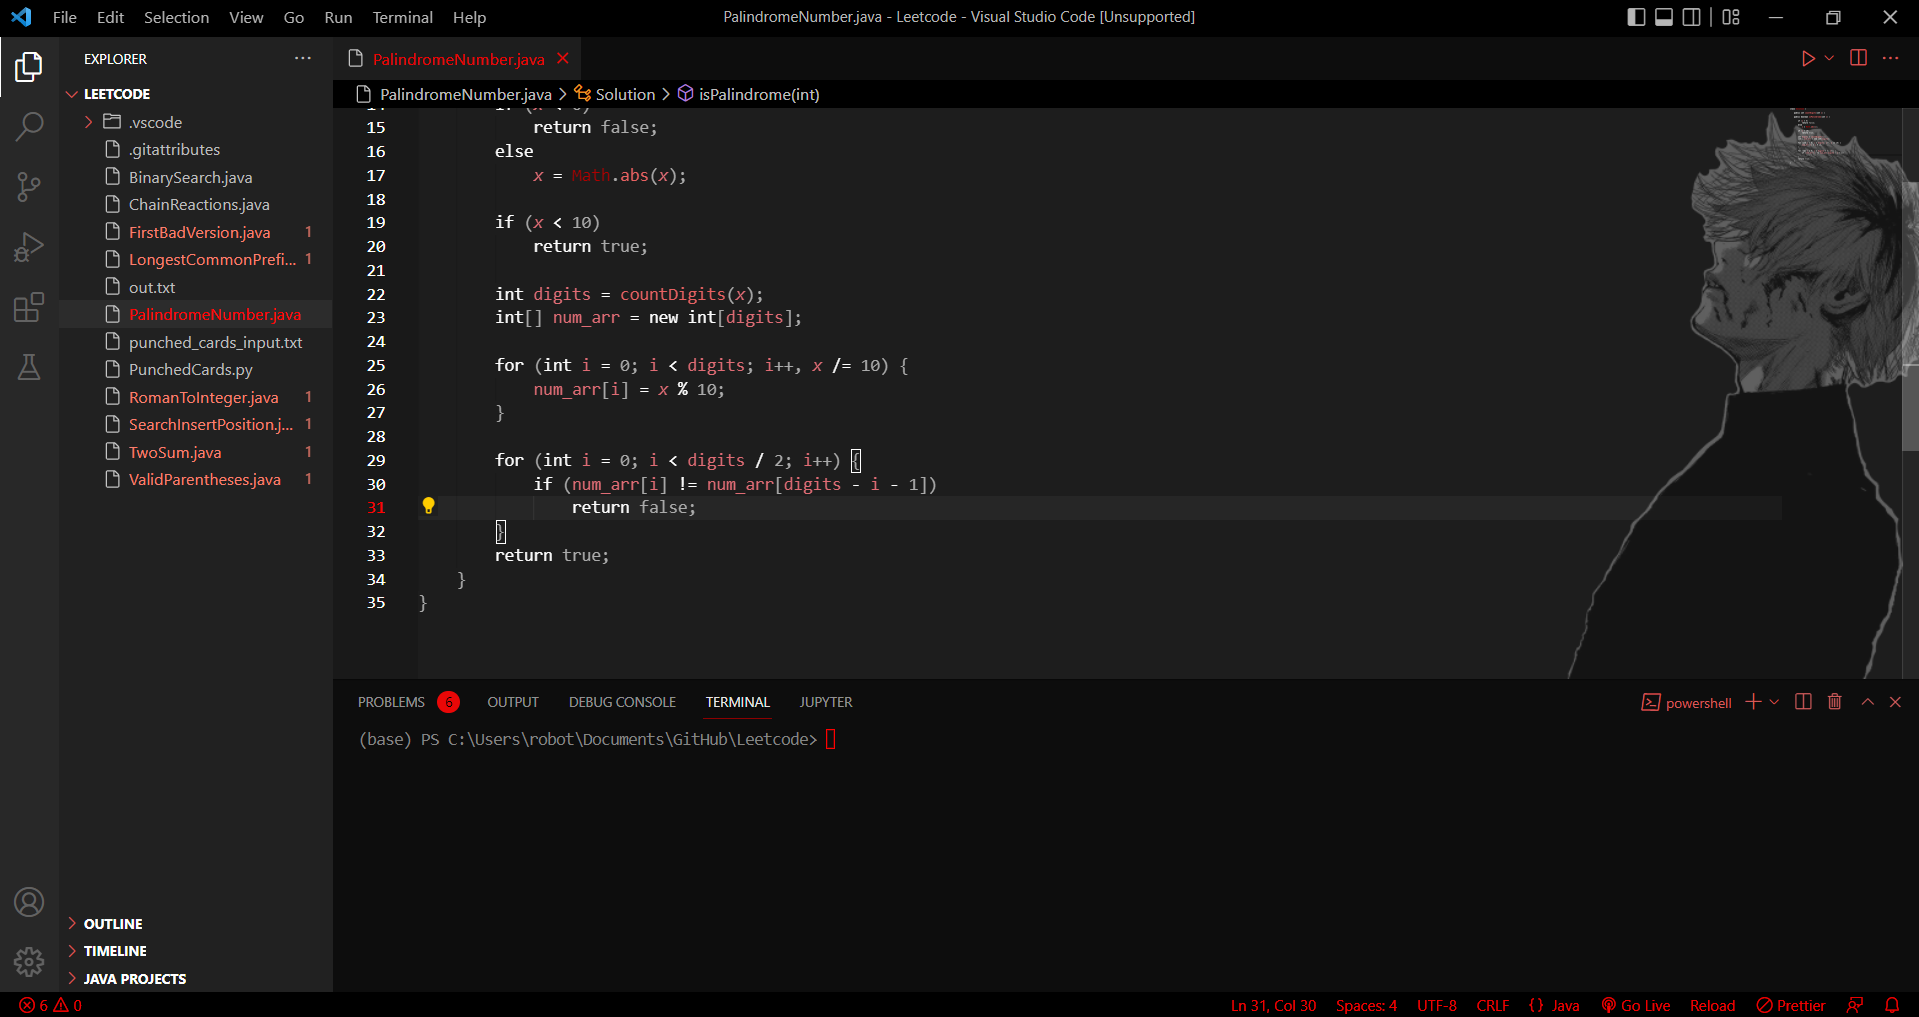 File Edit Selection View Go Run Terminal Help
PalindromeNumber.java - Leetcode - Visual Studio Code [Unsupported]
EXPLORER
LEETCODE
.vscode
.gitattributes
BinarySearch.java
ChainReactions.java
FirstBadVersion.java 1
LongestCommonPrefi... 1
out.txt
PalindromeNumber.java
punched_cards_input.txt
PunchedCards.py
RomanToInteger.java 1
SearchInsertPosition.j... 1
TwoSum.java 1
ValidParentheses.java 1
OUTLINE
TIMELINE
JAVA PROJECTS
PalindromeNumber.java
PalindromeNumber.java > Solution > isPalindrome(int)
15 return false;
16 else
17 x = Math.abs(x);
18
19 if (x < 10)
20 return true;
21
22 int digits = countDigits(x);
23 int[] num_arr = new int[digits];
24
25 for (int i = 0; i < digits; i++, x /= 10) {
26 num_arr[i] = x % 10;
27 }
28
29 for (int i = 0; i < digits / 2; i++) {
30 if (num_arr[i] != num_arr[digits - i - 1])
31 return false;
32 }
33 return true;
34 }
35 }
PROBLEMS 6 OUTPUT DEBUG CONSOLE TERMINAL JUPYTER
powershell
(base) PS C:\Users\robot\Documents\GitHub\Leetcode>
6 0
Ln 31, Col 30 Spaces: 4 UTF-8 CRLF {} Java Go Live Reload Prettier